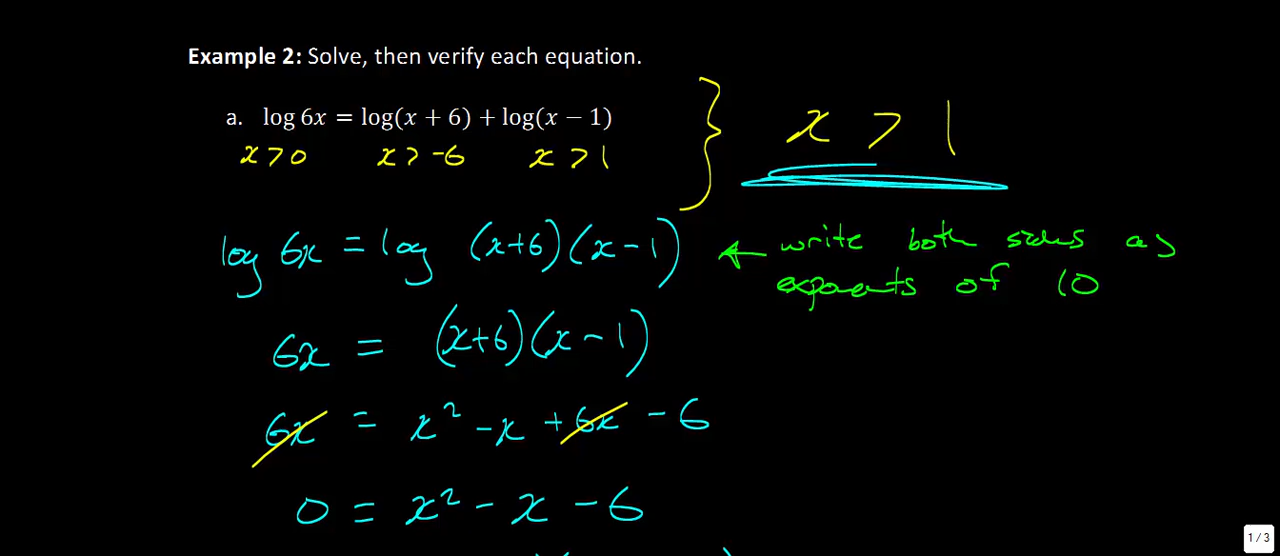 Example 2: Solve, then verify each equation.
a. log 6x = log(x + 6) + log(x − 1)
x > 0 x > -6 x > 1
x > 1
log 6x = log (x+6)(x-1)
← write both sides as
exponents of 10
6x = (x+6)(x-1)
6x = x² - x + 6x - 6
0 = x² - x - 6
1 / 3